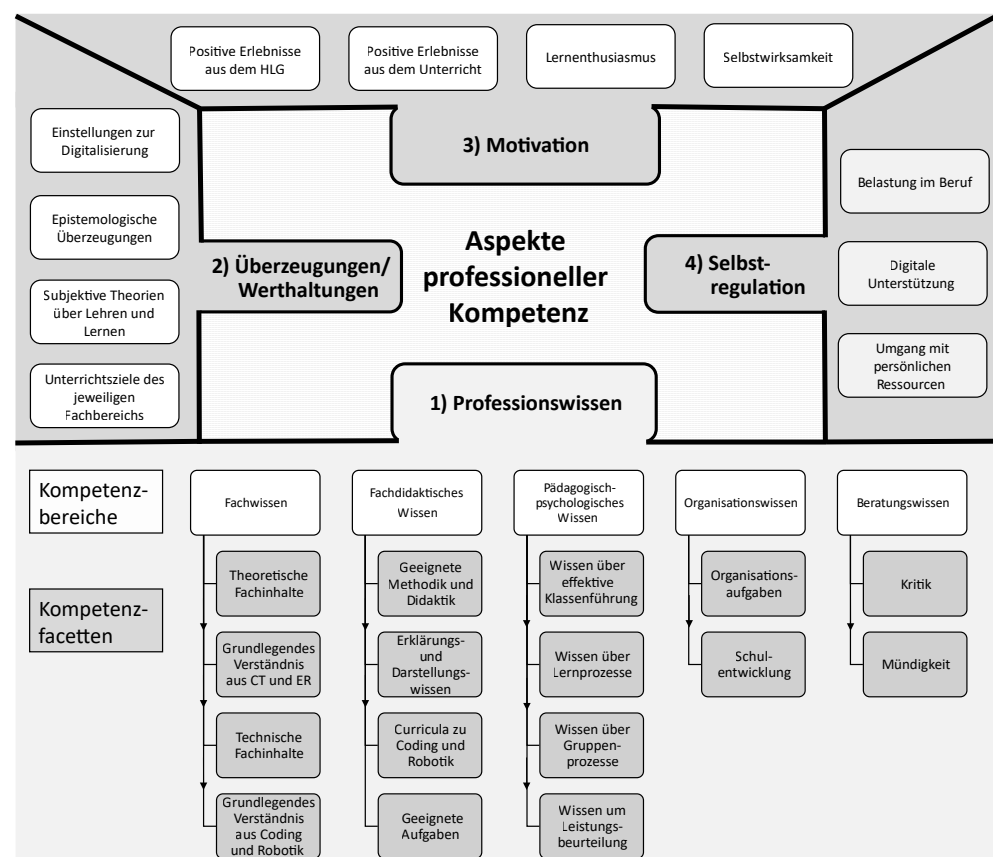 Positive Erlebnisse
aus dem HLG
Positive Erlebnisse
aus dem Unterricht
Lernenthusiasmus
Selbstwirksamkeit
Einstellungen zur
Digitalisierung
Epistemologische
Überzeugungen
Subjektive Theorien
über Lehren und
Lernen
Unterrichtsziele des
jeweiligen
Fachbereichs
3) Motivation
2) Überzeugungen/
Werthaltungen
Aspekte
professioneller
Kompetenz
4) Selbst-
regulation
1) Professionswissen
Belastung im Beruf
Digitale
Unterstützung
Umgang mit
persönlichen
Ressourcen
Kompetenz-
bereiche
Kompetenz-
facetten
Fachwissen
Theoretische
Fachinhalte
Grundlegendes
Verständnis
aus CT und ER
Technische
Fachinhalte
Grundlegendes
Verständnis
aus Coding
und Robotik
Fachdidaktisches
Wissen
Geeignete
Methodik und
Didaktik
Erklärungs-
und
Darstellungs-
wissen
Curricula zu
Coding und
Robotik
Geeignete
Aufgaben
Pädagogisch-
psychologisches
Wissen
Wissen über
effektive
Klassenführung
Wissen über
Lernprozesse
Wissen über
Gruppen-
prozesse
Wissen um
Leistungs-
beurteilung
Organisationswissen
Organisations-
aufgaben
Schul-
entwicklung
Beratungswissen
Kritik
Mündigkeit